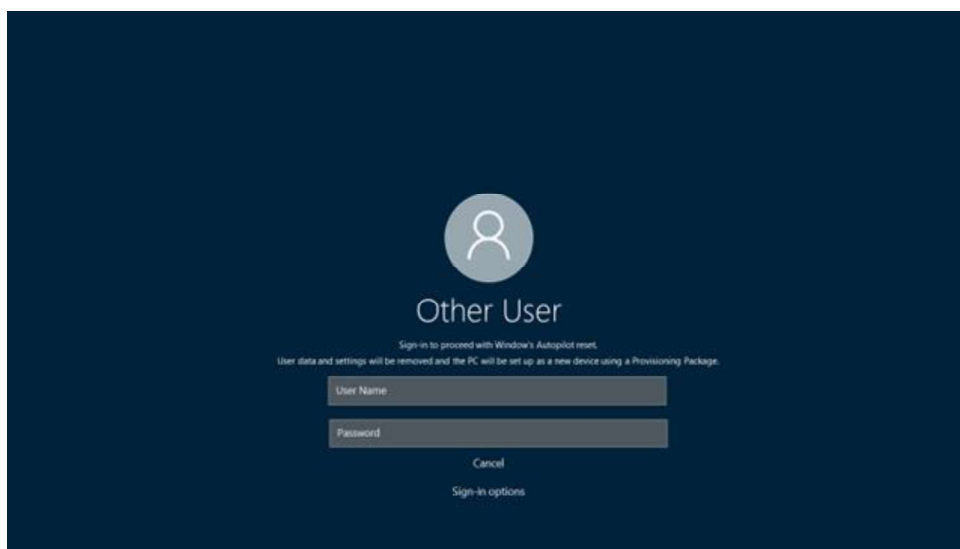 Other User
Sign-in to proceed with Window's Autopilot reset.
User data and settings will be removed and the PC will be set up as a new device using a Provisioning Package.
User Name
Password
Cancel
Sign-in options